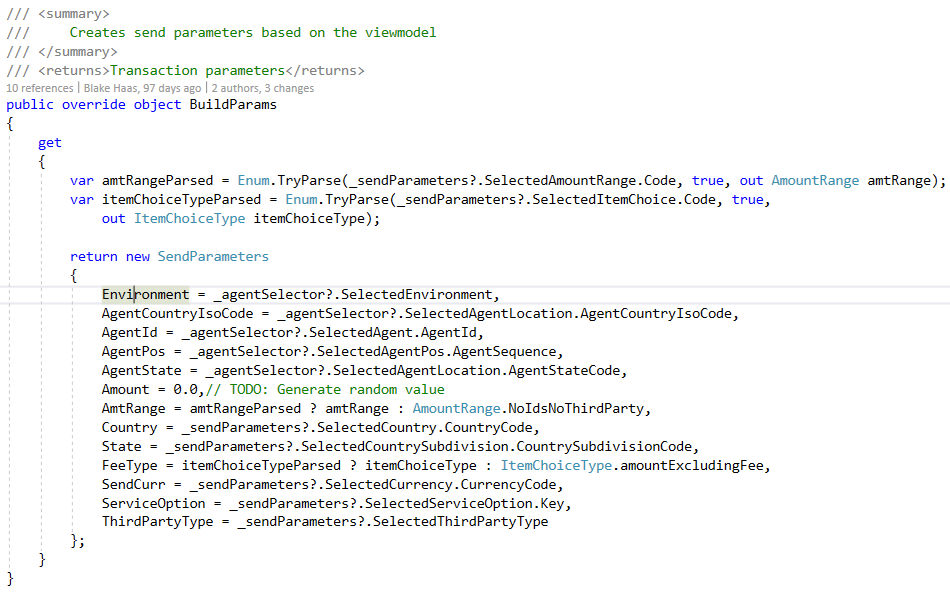 /// <summary>
///     Creates send parameters based on the viewmodel
/// </summary>
/// <returns>Transaction parameters</returns>
10 references | Blake Haas, 97 days ago | 2 authors, 3 changes
public override object BuildParams
{
    get
    {
        var amtRangeParsed = Enum.TryParse(_sendParameters?.SelectedAmountRange.Code, true, out AmountRange amtRange);
        var itemChoiceTypeParsed = Enum.TryParse(_sendParameters?.SelectedItemChoice.Code, true,
            out ItemChoiceType itemChoiceType);

        return new SendParameters
        {
            Environment = _agentSelector?.SelectedEnvironment,
            AgentCountryIsoCode = _agentSelector?.SelectedAgentLocation.AgentCountryIsoCode,
            AgentId = _agentSelector?.SelectedAgent.AgentId,
            AgentPos = _agentSelector?.SelectedAgentPos.AgentSequence,
            AgentState = _agentSelector?.SelectedAgentLocation.AgentStateCode,
            Amount = 0.0,// TODO: Generate random value
            AmtRange = amtRangeParsed ? amtRange : AmountRange.NoIdsNoThirdParty,
            Country = _sendParameters?.SelectedCountry.CountryCode,
            State = _sendParameters?.SelectedCountrySubdivision.CountrySubdivisionCode,
            FeeType = itemChoiceTypeParsed ? itemChoiceType : ItemChoiceType.amountExcludingFee,
            SendCurr = _sendParameters?.SelectedCurrency.CurrencyCode,
            ServiceOption = _sendParameters?.SelectedServiceOption.Key,
            ThirdPartyType = _sendParameters?.SelectedThirdPartyType
        };
    }
}